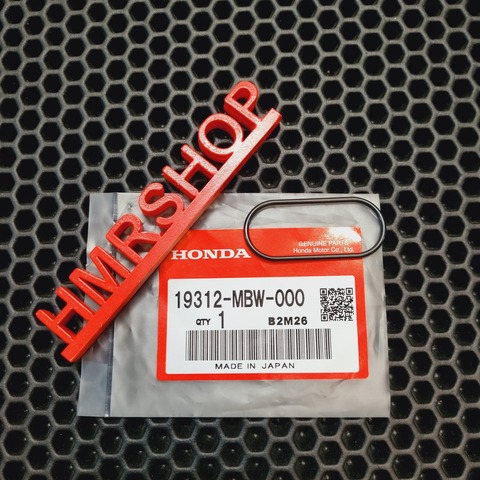 HMRSHOP
HONDA
GENUINE PARTS
Honda Motor Co., Ltd.
19312-MBW-000
QTY 1 B2M26
MADE IN JAPAN